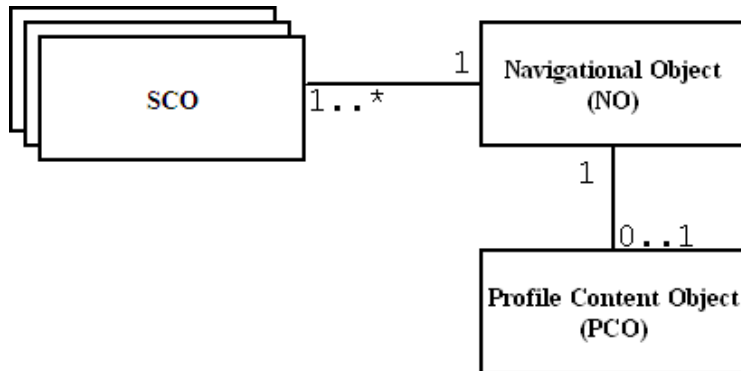 SCO
1..*
1
Navigational Object
(NO)
1
0..1
Profile Content Object
(PCO)